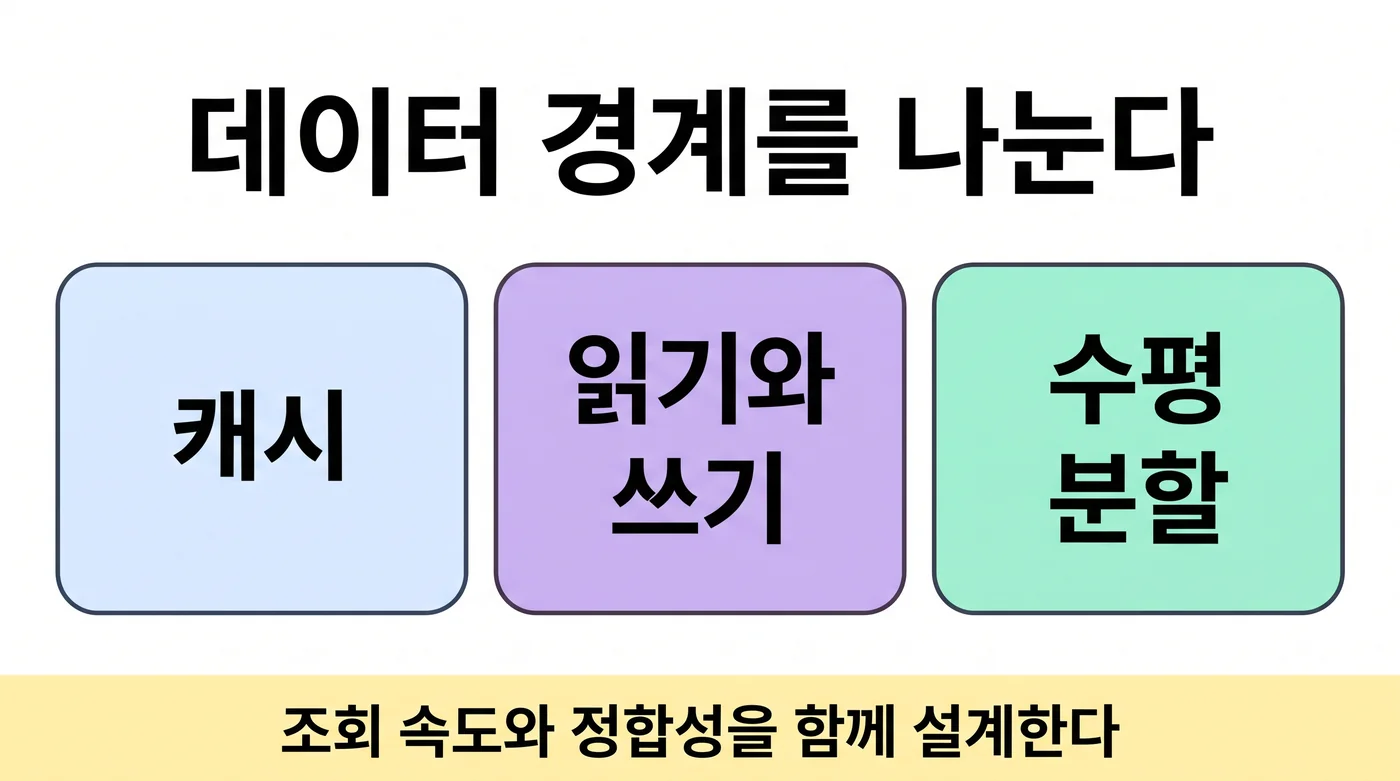 데이터 경계를 나눈다
캐시
읽기와
쓰기
수평
분할
조회 속도와 정합성을 함께 설계한다